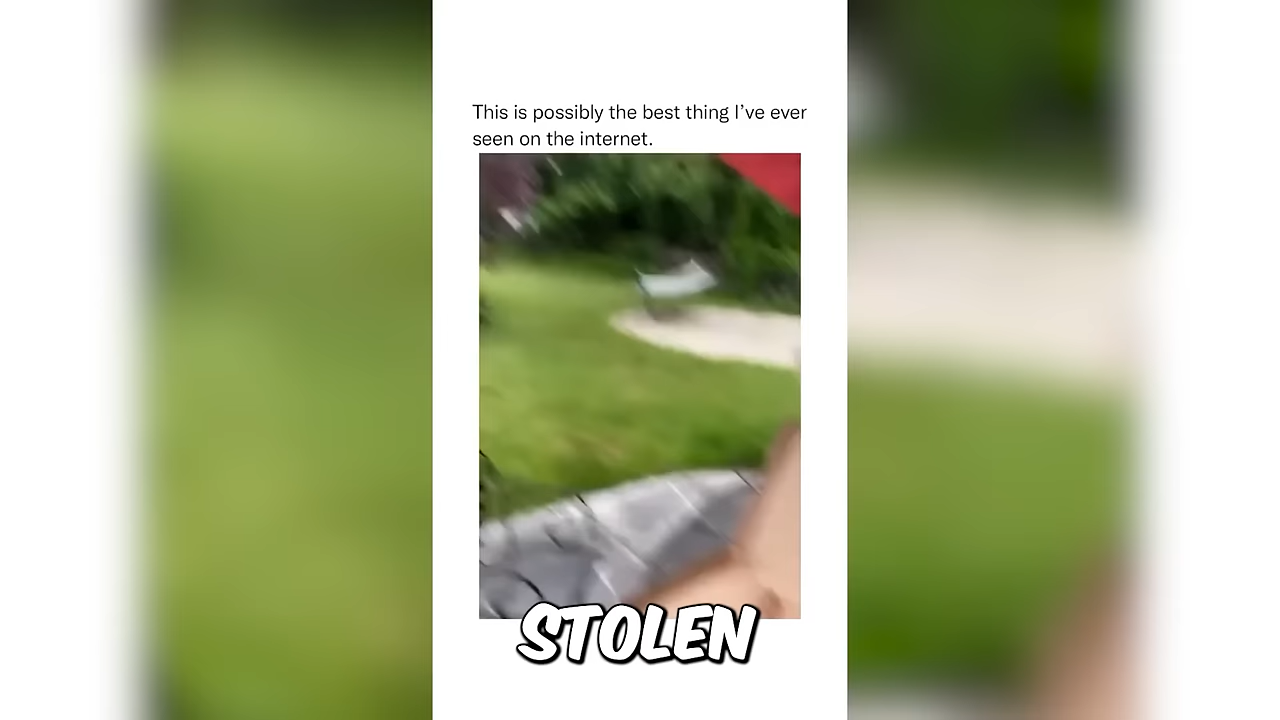 This is possibly the best thing I’ve ever
seen on the internet.
STOLEN